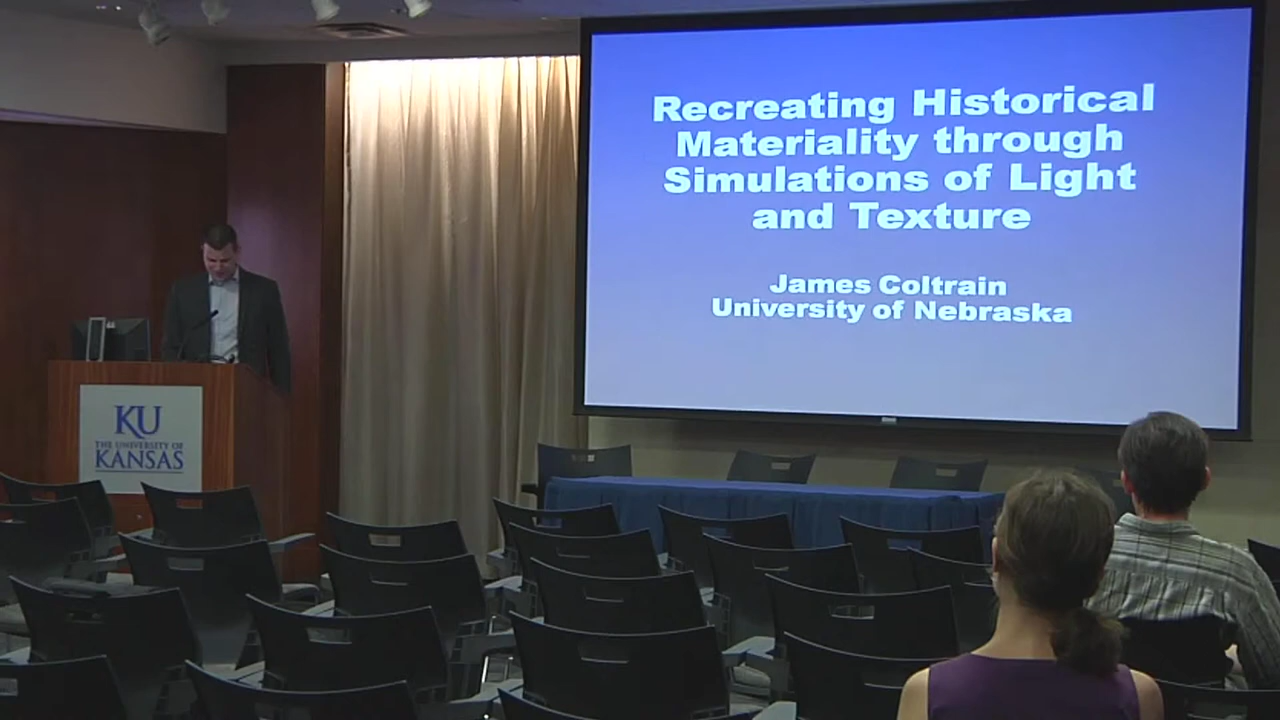 Recreating Historical
Materiality through
Simulations of Light
and Texture
James Coltrain
University of Nebraska
KU
THE UNIVERSITY OF
KANSAS